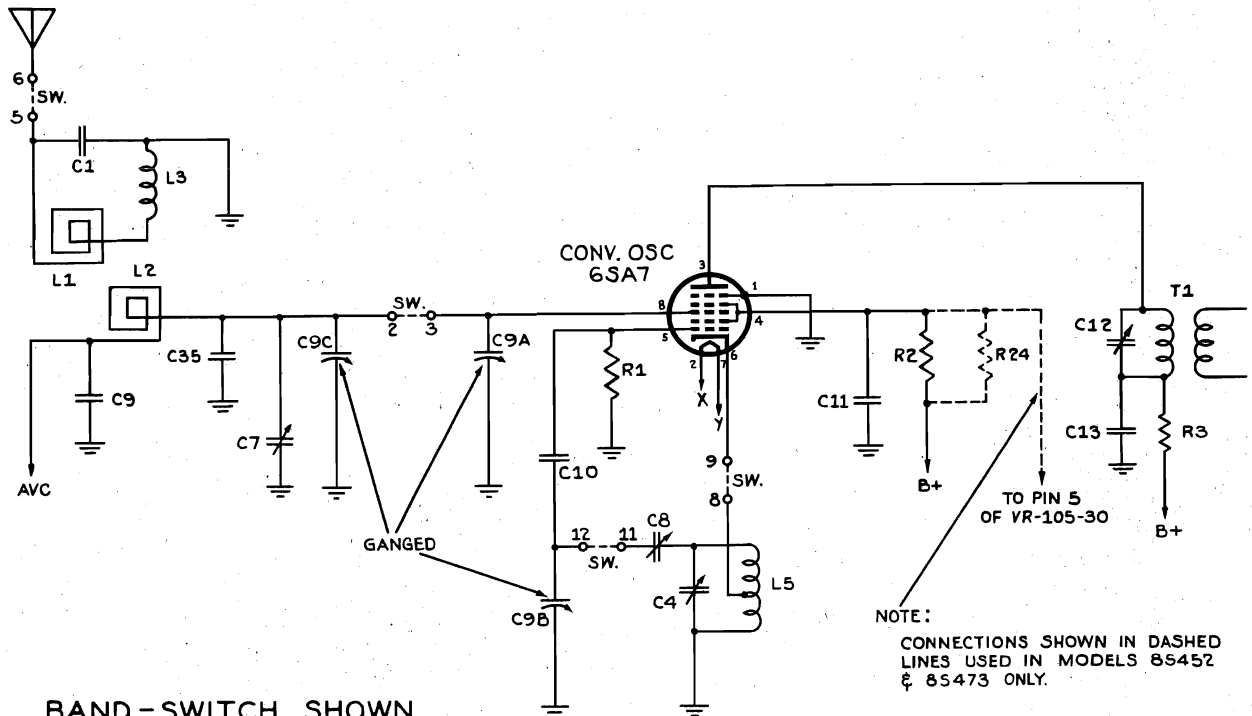 6
SW.
5
C1
L3
L1
L2
CONV. OSC
6SA7
3
1
8
4
5
2
7
6
X
Y
SW.
2 3
C35
C9C
C9A
R1
C9
C7
AVC
GANGED
C10
C11
R2
R24
B+
TO PIN 5
OF VR-105-30
C12
T1
C13
R3
B+
9
SW.
8
12 11
SW.
C8
C4
L5
C9B
NOTE:
CONNECTIONS SHOWN IN DASHED
LINES USED IN MODELS 8S452
& 8S473 ONLY.
BAND-SWITCH SHOWN